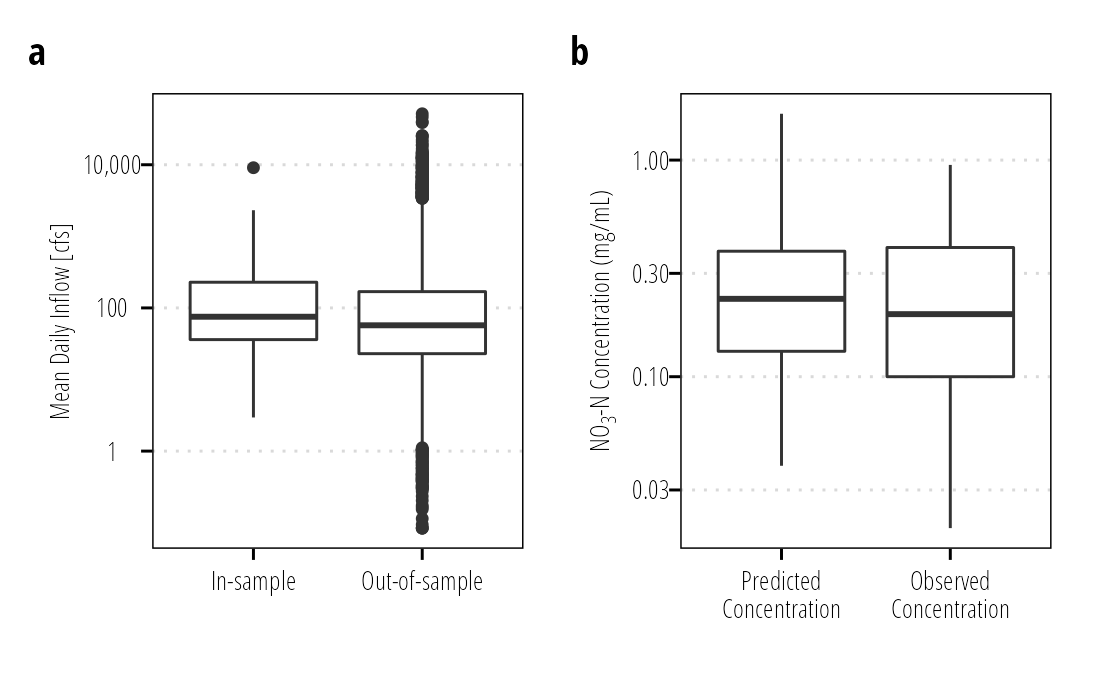 a
Mean Daily Inflow [cfs]
10,000
100
1
In-sample
Out-of-sample
b
NO₃-N Concentration (mg/mL)
1.00
0.30
0.10
0.03
Predicted
Concentration
Observed
Concentration